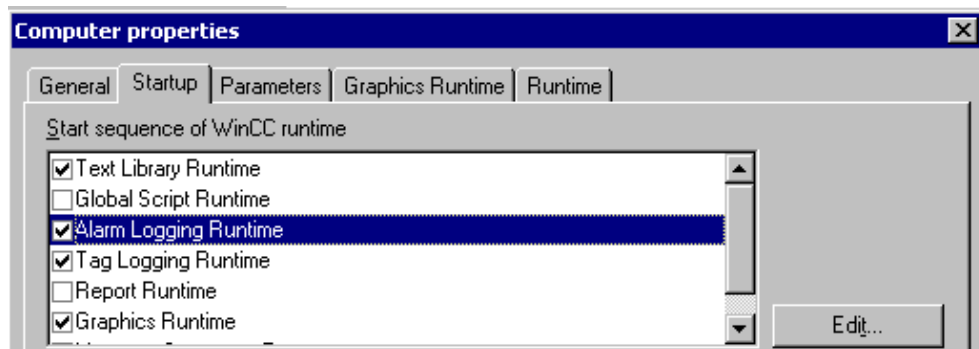 Computer properties
General Startup Parameters Graphics Runtime Runtime
Start sequence of WinCC runtime
Text Library Runtime
Global Script Runtime
Alarm Logging Runtime
Tag Logging Runtime
Report Runtime
Graphics Runtime
Edit...